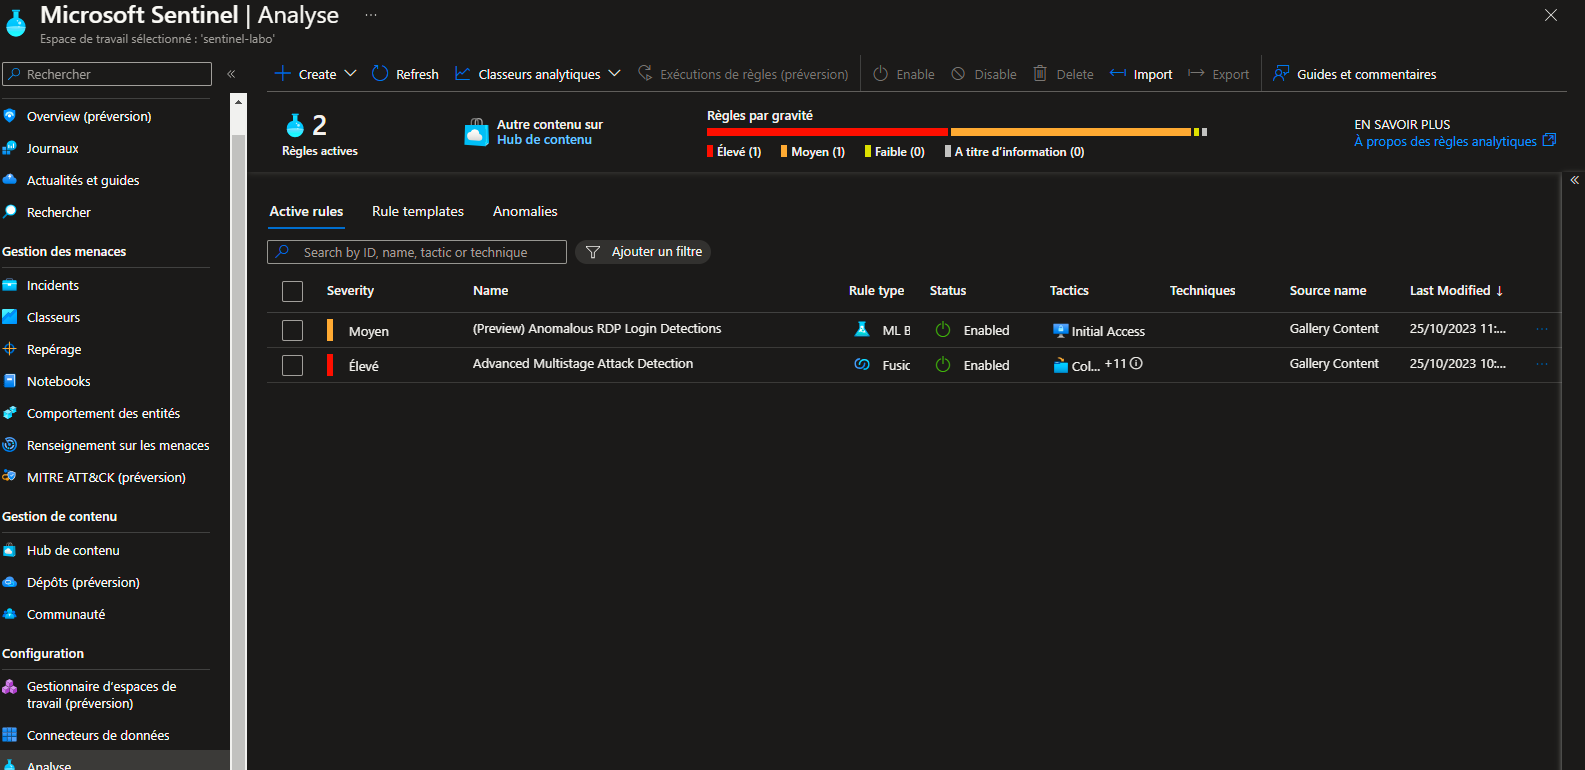 Microsoft Sentinel | Analyse ...
Espace de travail sélectionné : 'sentinel-labo'
Rechercher
«
Create
Refresh
Classeurs analytiques
Exécutions de règles (préversion)
Enable
Disable
Delete
Import
Export
Guides et commentaires
Overview (préversion)
Journaux
Actualités et guides
Rechercher
Gestion des menaces
Incidents
Classeurs
Repérage
Notebooks
Comportement des entités
Renseignement sur les menaces
MITRE ATT&CK (préversion)
Gestion de contenu
Hub de contenu
Dépôts (préversion)
Communauté
Configuration
Gestionnaire d'espaces de
travail (préversion)
Connecteurs de données
Analyse
2
Règles actives
Autre contenu sur
Hub de contenu
Règles par gravité
Élevé (1)
Moyen (1)
Faible (0)
A titre d'information (0)
EN SAVOIR PLUS
À propos des règles analytiques
«
Active rules
Rule templates
Anomalies
Search by ID, name, tactic or technique
Ajouter un filtre
Severity Name Rule type Status Tactics Techniques Source name Last Modified ↓
Moyen (Preview) Anomalous RDP Login Detections ML B Enabled Initial Access Gallery Content 25/10/2023 11:... ...
Élevé Advanced Multistage Attack Detection Fusic Enabled Col... +11 Gallery Content 25/10/2023 10:... ...